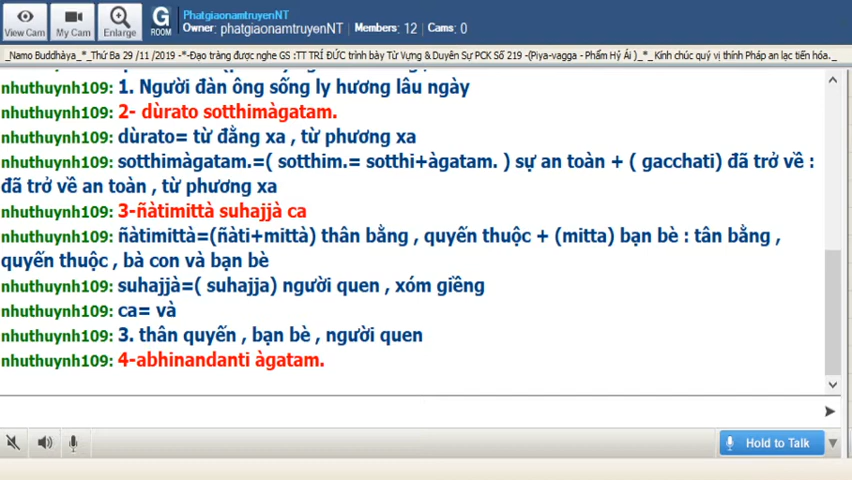 View Cam
My Cam
Enlarge
G
ROOM
PhatgiaonamtruyenNT
Owner: phatgiaonamtruyenNT | Members: 12 | Cams: 0
_Namo Buddhàya_*_Thứ Ba 29 /11 /2019 -*-Đạo tràng được nghe GS :TT TRÍ ĐỨC trình bày Từ Vựng & Duyên Sự PCK Số 219 -(Piya-vagga - Phẩm Hỷ Ái )_*_ Kính chúc quý vị thính Pháp an lạc tiến hóa._
nhuthuynh109: 1. Người đàn ông sống ly hương lâu ngày
nhuthuynh109: 2- dùrato sotthimàgatam.
nhuthuynh109: dùrato= từ đằng xa , từ phương xa
nhuthuynh109: sotthimàgatam.=( sotthim.= sotthi+àgatam. ) sự an toàn + ( gacchati) đã trở về :
đã trở về an toàn , từ phương xa
nhuthuynh109: 3-ñàtimittà suhajjà ca
nhuthuynh109: ñàtimittà=(ñàti+mittà) thân bằng , quyến thuộc + (mitta) bạn bè : tân bằng ,
quyến thuộc , bà con và bạn bè
nhuthuynh109: suhajjà=( suhajja) người quen , xóm giềng
nhuthuynh109: ca= và
nhuthuynh109: 3. thân quyến , bạn bè , người quen
nhuthuynh109: 4-abhinandanti àgatam.
Hold to Talk